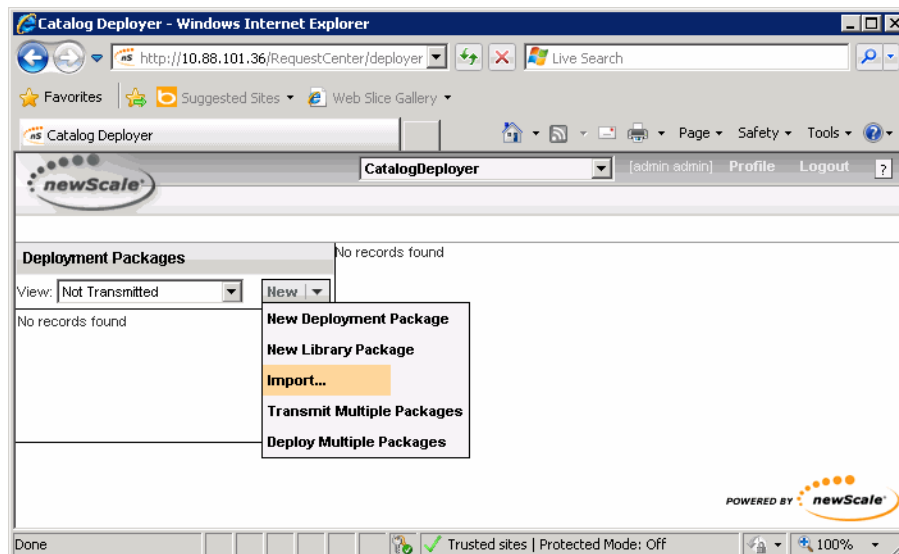 Catalog Deployer - Windows Internet Explorer
nS http://10.88.101.36/RequestCenter/deployer Live Search
Favorites Suggested Sites Web Slice Gallery
nS Catalog Deployer Page Safety Tools ?
newScale CatalogDeployer [admin admin] Profile Logout ?
Deployment Packages No records found
View: Not Transmitted New
No records found New Deployment Package
New Library Package
Import...
Transmit Multiple Packages
Deploy Multiple Packages
POWERED BY newScale
Done Trusted sites | Protected Mode: Off 100%